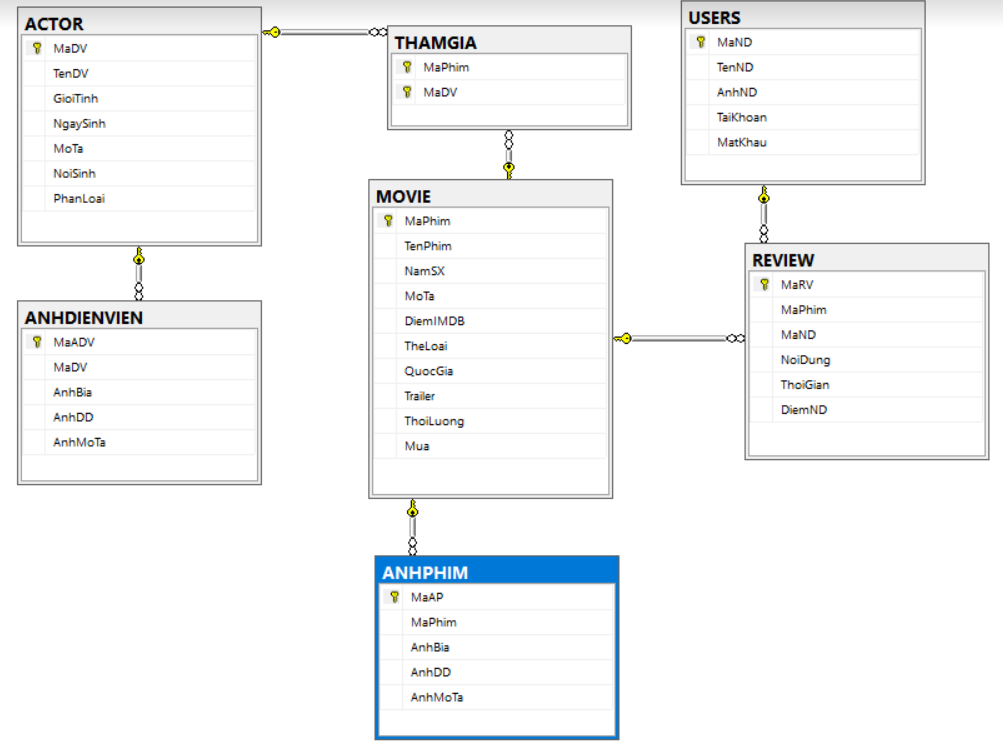 ACTOR
MaDV
TenDV
GioiTinh
NgaySinh
MoTa
NoiSinh
PhanLoai
THAMGIA
MaPhim
MaDV
USERS
MaND
TenND
AnhND
TaiKhoan
MatKhau
MOVIE
MaPhim
TenPhim
NamSX
MoTa
DiemIMDB
TheLoai
QuocGia
Trailer
ThoiLuong
Mua
REVIEW
MaRV
MaPhim
MaND
NoiDung
ThoiGian
DiemND
ANHDIENVIEN
MaADV
MaDV
AnhBia
AnhDD
AnhMoTa
ANHPHIM
MaAP
MaPhim
AnhBia
AnhDD
AnhMoTa